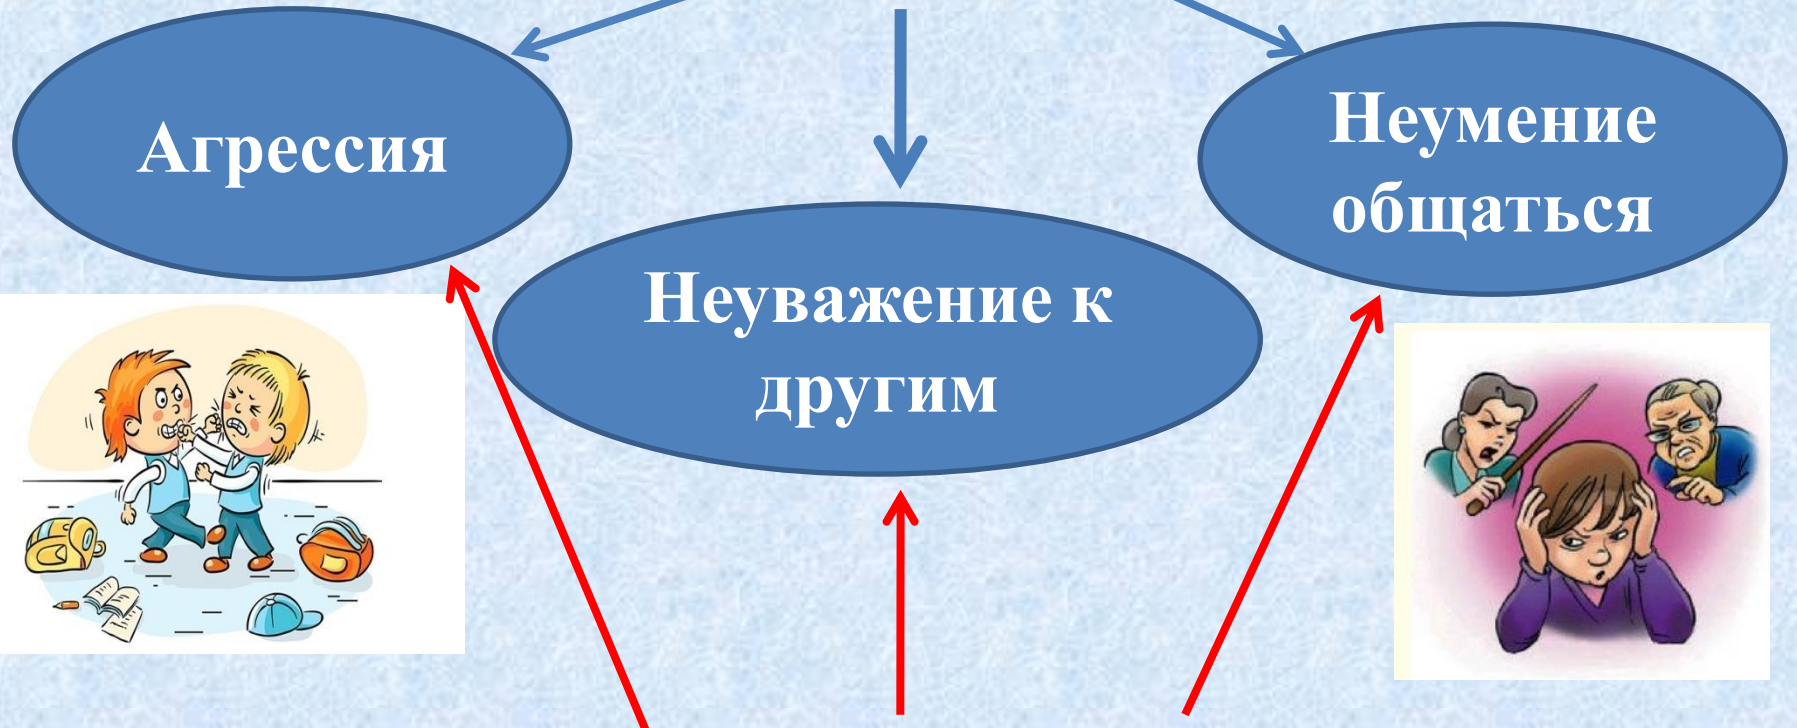 Агрессия
Неумение
общаться
Неуважение к
другим